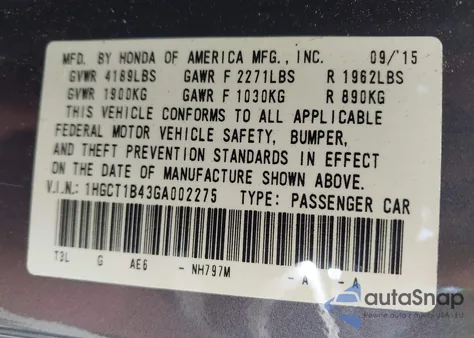 MFD. BY HONDA OF AMERICA MFG., INC. 09/'15
GVWR 4189LBS GAWR F 2271LBS R 1962LBS
GVWR 1900KG GAWR F 1030KG R 890KG
THIS VEHICLE CONFORMS TO ALL APPLICABLE
FEDERAL MOTOR VEHICLE SAFETY, BUMPER,
AND THEFT PREVENTION STANDARDS IN EFFECT
ON THE DATE OF MANUFACTURE SHOWN ABOVE.
V.I.N.: 1HGCT1B43GA002275 TYPE: PASSENGER CAR
T3L G AE6 - NH797M - A - A
autoSnap